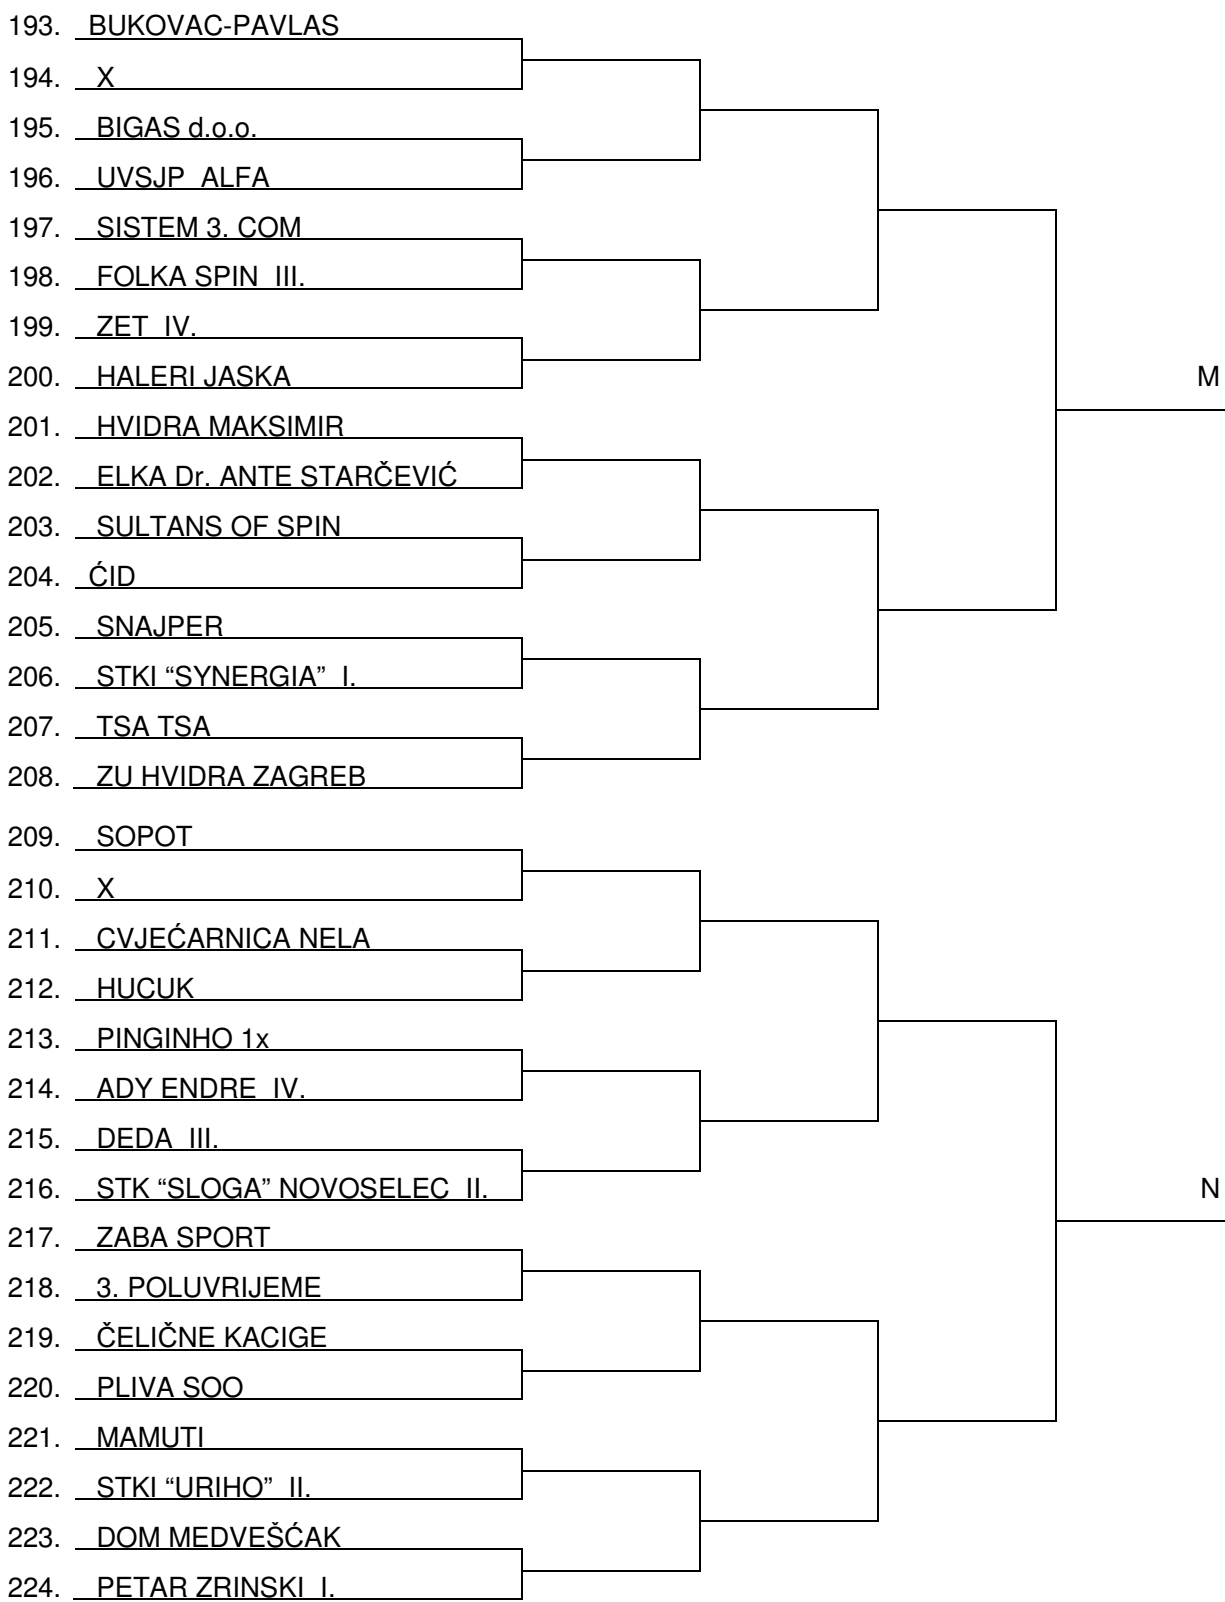 193. BUKOVAC-PAVLAS
194. X
195. BIGAS d.o.o.
196. UVSJP ALFA
197. SISTEM 3. COM
198. FOLKA SPIN III.
199. ZET IV.
200. HALERI JASKA
M
201. HVIDRA MAKSIMIR
202. ELKA Dr. ANTE STARČEVIĆ
203. SULTANS OF SPIN
204. ĆID
205. SNAJPER
206. STKI “SYNERGIA” I.
207. TSA TSA
208. ZU HVIDRA ZAGREB
209. SOPOT
210. X
211. CVJEĆARNICA NELA
212. HUCUK
213. PINGINHO 1x
214. ADY ENDRE IV.
215. DEDA III.
216. STK “SLOGA” NOVOSELEC II.
N
217. ZABA SPORT
218. 3. POLUVRIJEME
219. ČELIČNE KACIGE
220. PLIVA SOO
221. MAMUTI
222. STKI “URIHO” II.
223. DOM MEDVEŠĆAK
224. PETAR ZRINSKI I.